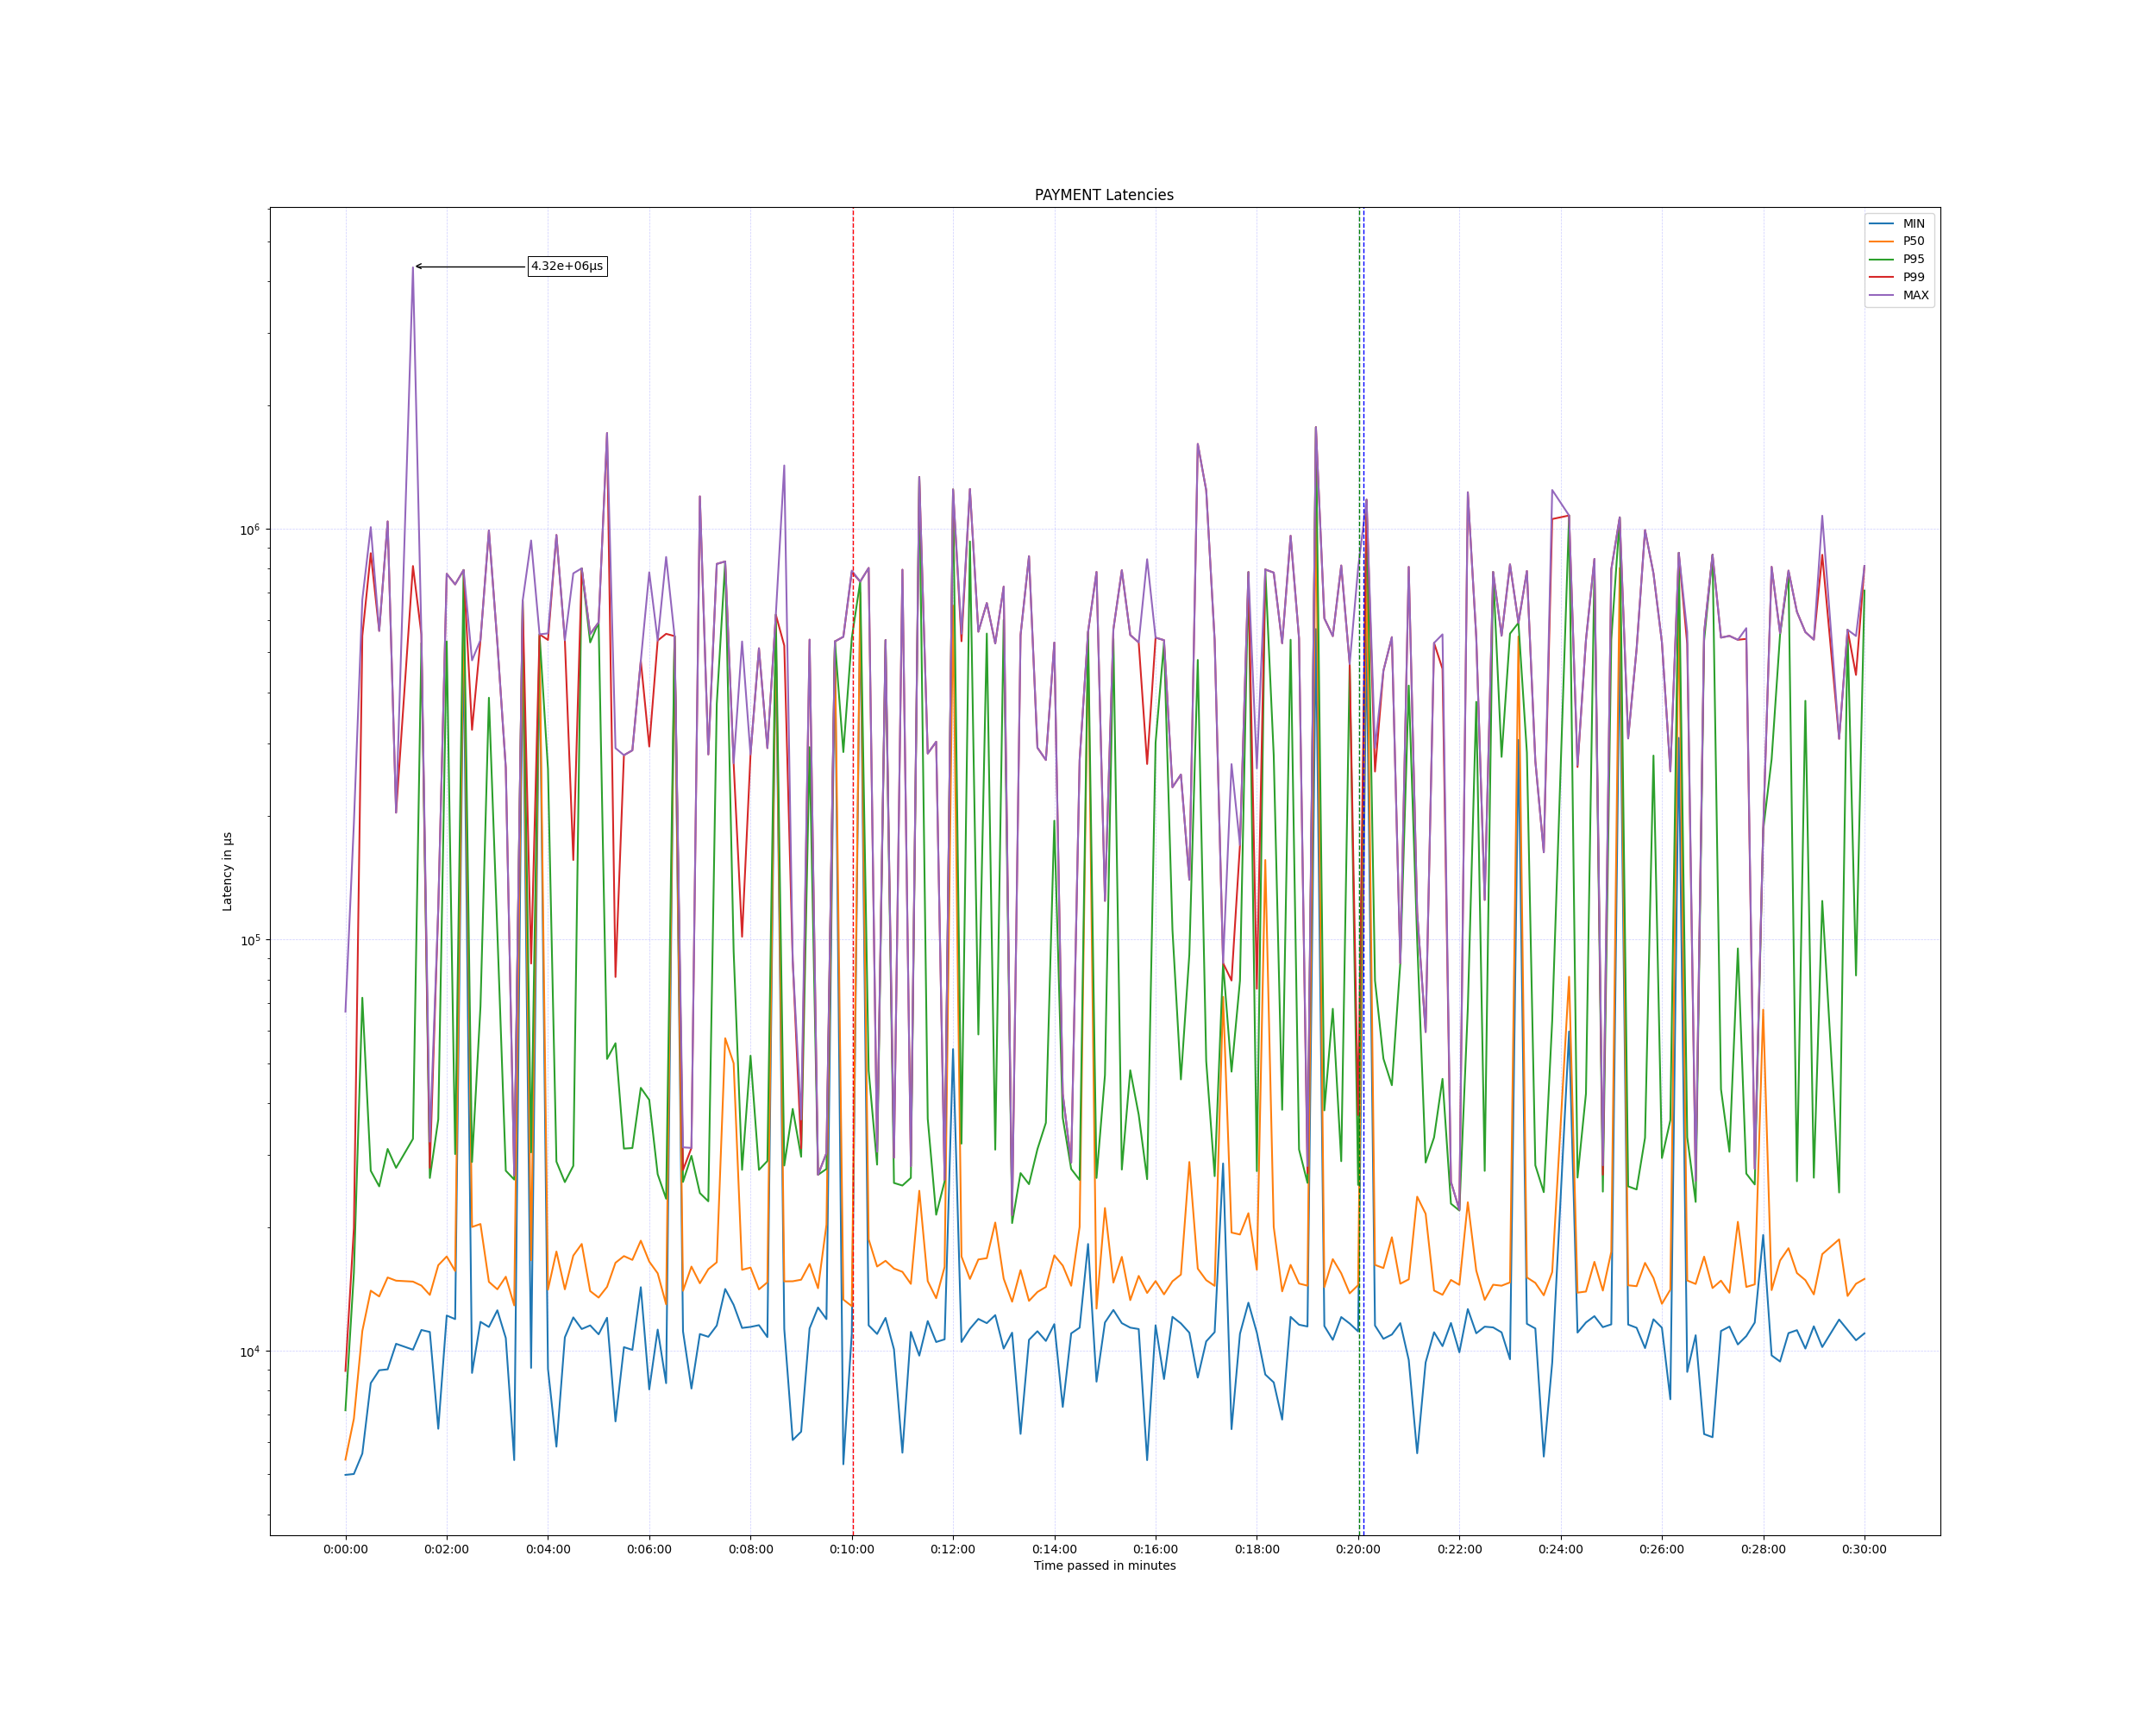 PAYMENT Latencies
MIN
P50
P95
P99
MAX
4.32e+06μs
10⁶
10⁵
10⁴
Latency in μs
0:00:00 0:02:00 0:04:00 0:06:00 0:08:00 0:10:00 0:12:00 0:14:00 0:16:00 0:18:00 0:20:00 0:22:00 0:24:00 0:26:00 0:28:00 0:30:00
Time passed in minutes